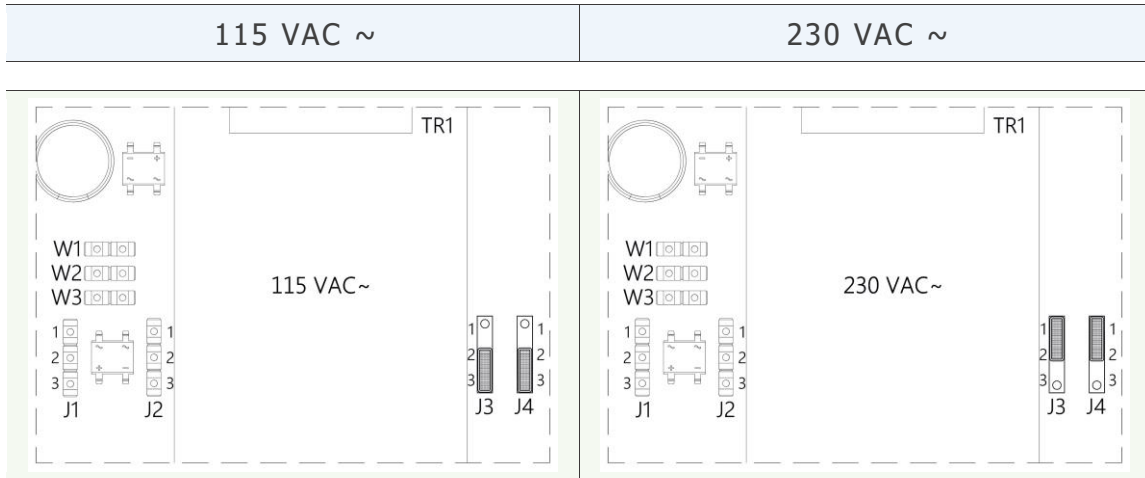 115 VAC ~
230 VAC ~
TR1
W1
W2
W3
115 VAC~
1 1 1 1
2 2 2 2
3 3 3 3
J1 J2 J3 J4
TR1
W1
W2
W3
230 VAC~
1 1 1 1
2 2 2 2
3 3 3 3
J1 J2 J3 J4